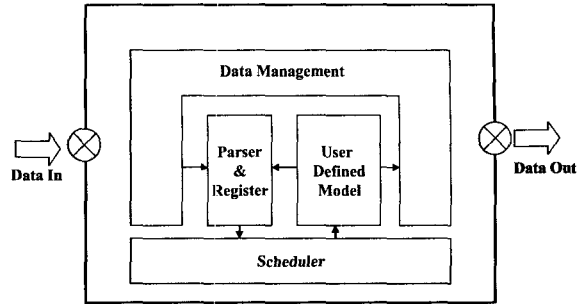 Data Management
Parser
&
Register
User
Defined
Model
Data In
Data Out
Scheduler